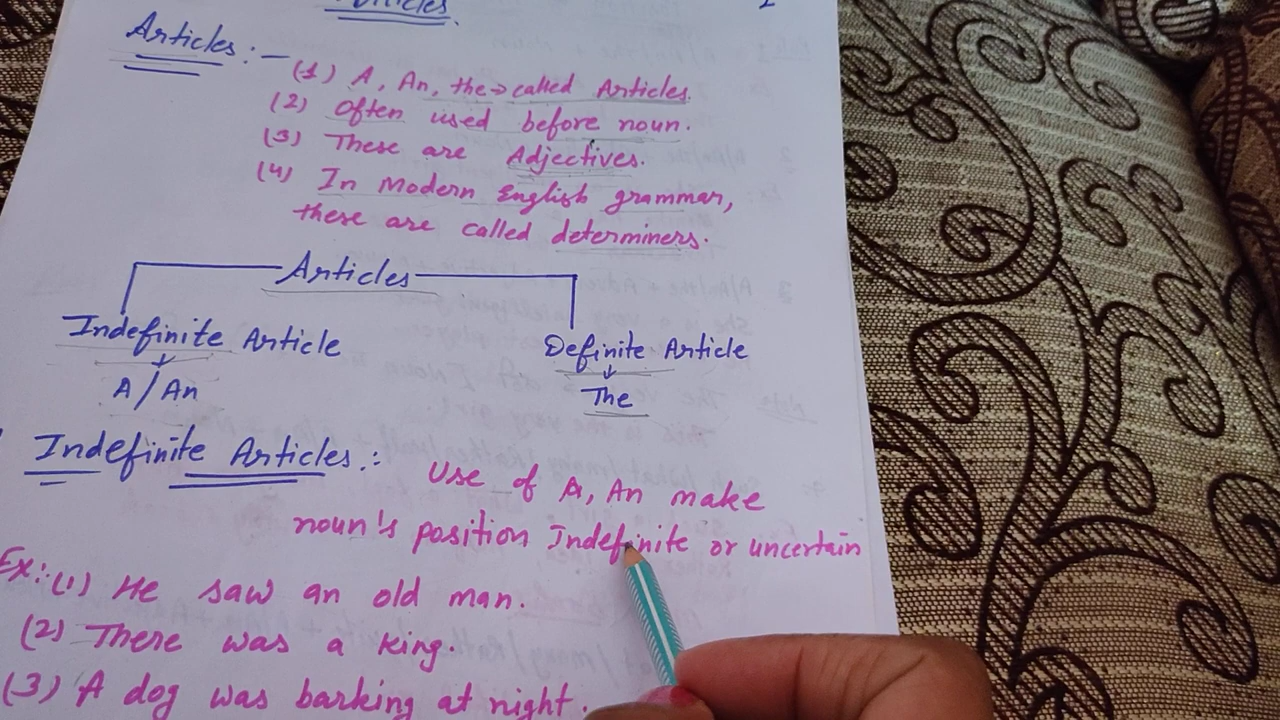 Articles.
Articles:-
(1) A, An, the → called Articles.
(2) Often used before noun.
(3) These are Adjectives.
(4) In Modern English grammar,
these are called determiners.
Articles
Indefinite Article
Definite Article
A/An
The
Indefinite Articles.:
Use of A, An make
noun's position Indefinite or uncertain
Ex:-(1) He saw an old man.
(2) There was a king.
(3) A dog was barking at night.